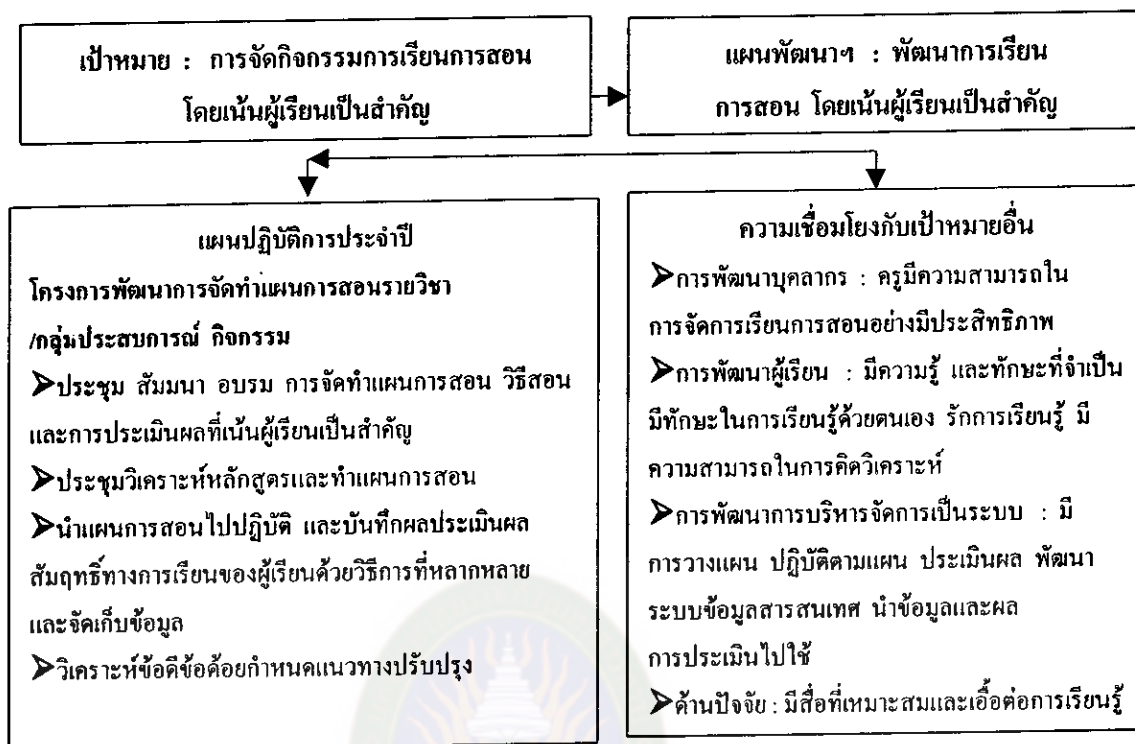 เป้าหมาย : การจัดกิจกรรมการเรียนการสอน
โดยเน้นผู้เรียนเป็นสำคัญ
แผนพัฒนาฯ : พัฒนาการเรียน
การสอน โดยเน้นผู้เรียนเป็นสำคัญ
แผนปฏิบัติการประจำปี
โครงการพัฒนาการจัดทำแผนการสอนรายวิชา
/กลุ่มประสบการณ์ กิจกรรม
➤ประชุม สัมมนา อบรม การจัดทำแผนการสอน วิธีสอน
และการประเมินผลที่เน้นผู้เรียนเป็นสำคัญ
➤ประชุมวิเคราะห์หลักสูตรและทำแผนการสอน
➤นำแผนการสอนไปปฏิบัติ และบันทึกผลประเมินผล
สัมฤทธิ์ทางการเรียนของผู้เรียนด้วยวิธีการที่หลากหลาย
และจัดเก็บข้อมูล
➤วิเคราะห์ข้อดีข้อด้อยกำหนดแนวทางปรับปรุง
ความเชื่อมโยงกับเป้าหมายอื่น
➤การพัฒนาบุคลากร : ครูมีความสามารถใน
การจัดการเรียนการสอนอย่างมีประสิทธิภาพ
➤การพัฒนาผู้เรียน : มีความรู้ และทักษะที่จำเป็น
มีทักษะในการเรียนรู้ด้วยตนเอง รักการเรียนรู้ มี
ความสามารถในการคิดวิเคราะห์
➤การพัฒนาการบริหารจัดการเป็นระบบ : มี
การวางแผน ปฏิบัติตามแผน ประเมินผล พัฒนา
ระบบข้อมูลสารสนเทศ นำข้อมูลและผล
การประเมินไปใช้
➤ด้านปัจจัย : มีสื่อที่เหมาะสมและเอื้อต่อการเรียนรู้